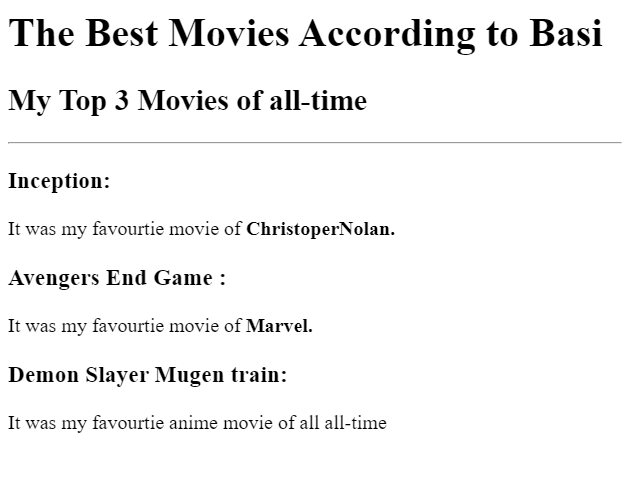 The Best Movies According to Basi
My Top 3 Movies of all-time
Inception:
It was my favourtie movie of ChristoperNolan.
Avengers End Game :
It was my favourtie movie of Marvel.
Demon Slayer Mugen train:
It was my favourtie anime movie of all all-time